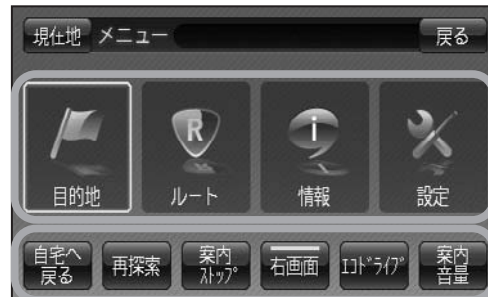 現在地 メニュー 戻る
目的地 ルート 情報 設定
自宅へ 再探索 案内 右画面 ｴｺﾄﾞﾗｲﾌﾞ 案内
戻る ｽﾄｯﾌﾟ 音量
R
i